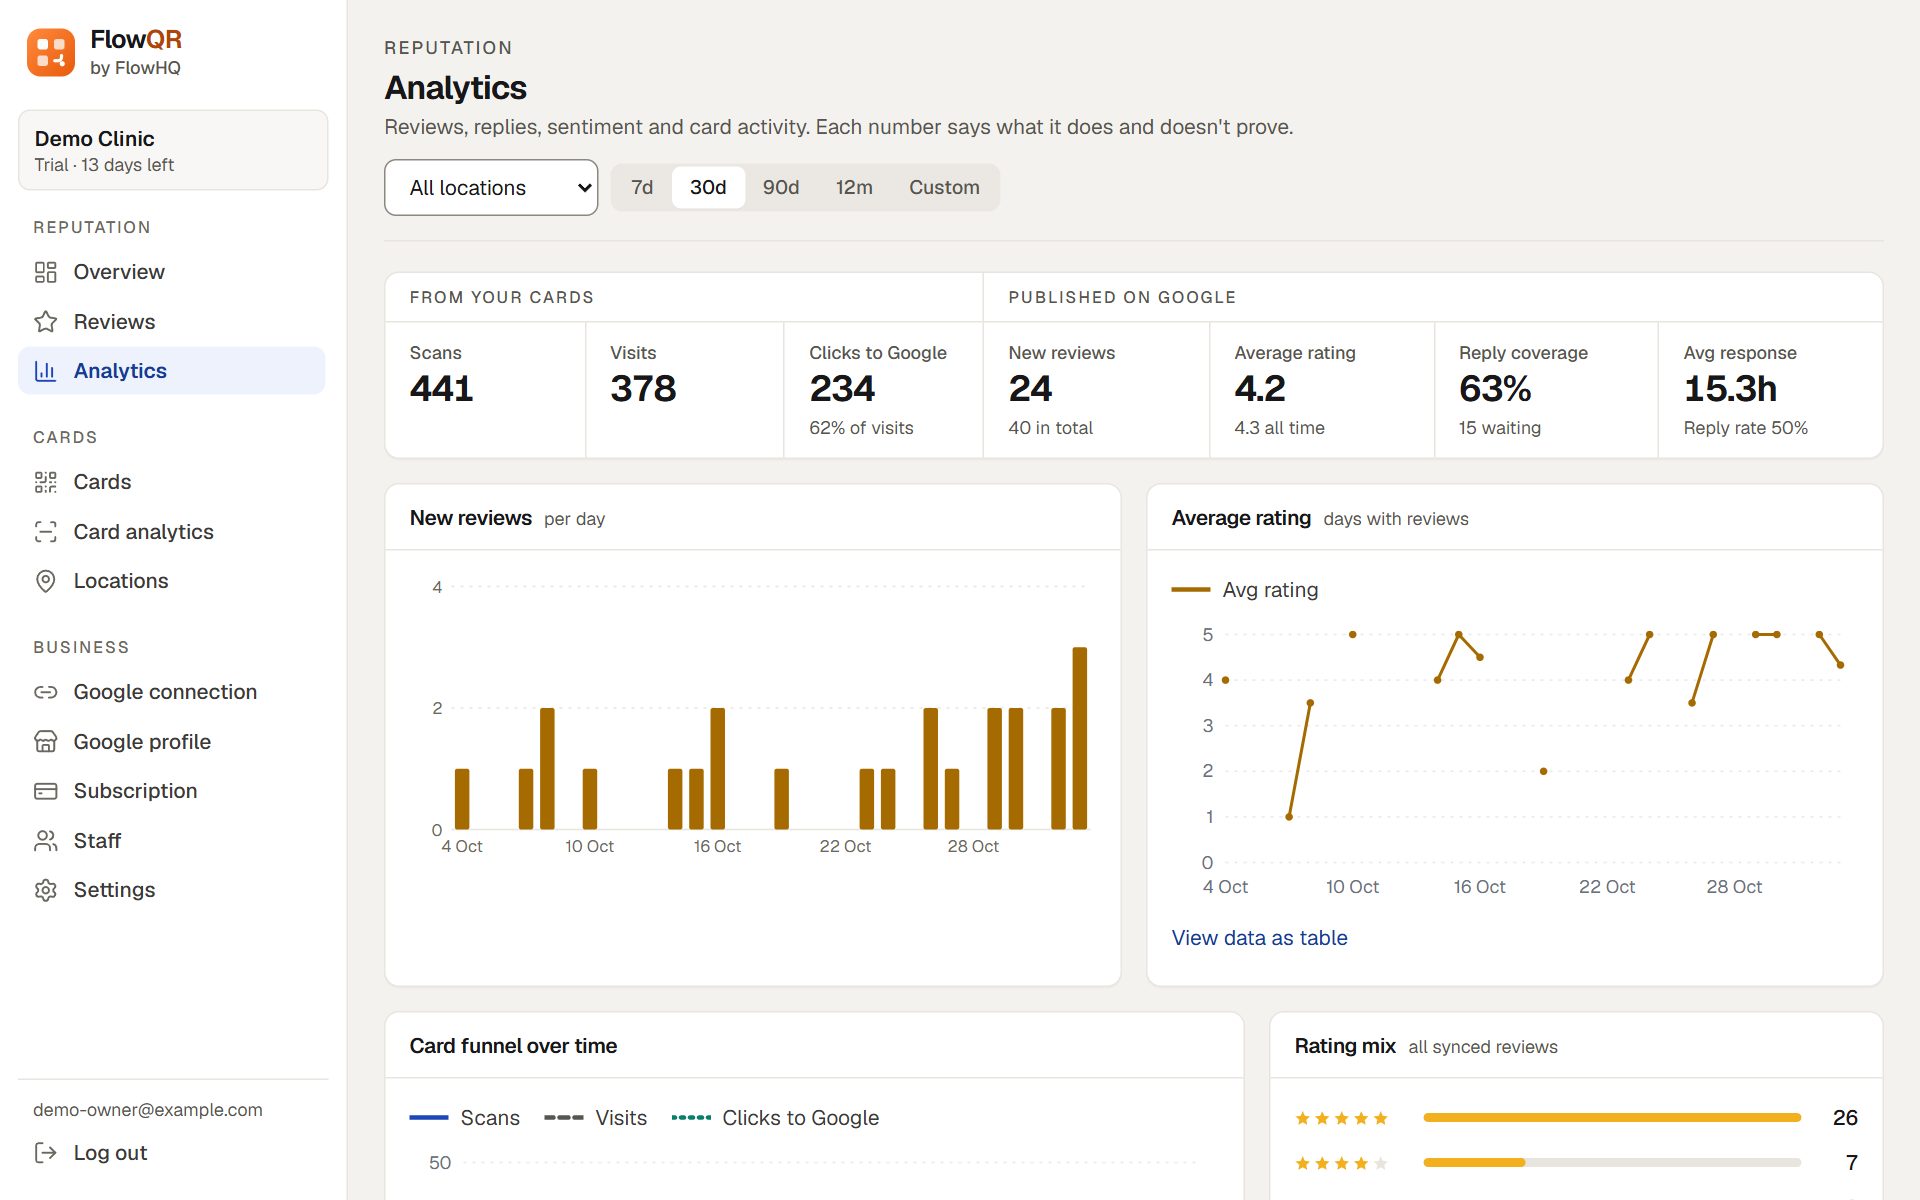 FlowQR
by FlowHQ
Demo Clinic
Trial · 13 days left
REPUTATION
Overview
Reviews
Analytics
CARDS
Cards
Card analytics
Locations
BUSINESS
Google connection
Google profile
Subscription
Staff
Settings
demo-owner@example.com
Log out
REPUTATION
Analytics
Reviews, replies, sentiment and card activity. Each number says what it does and doesn't prove.
All locations 7d 30d 90d 12m Custom
FROM YOUR CARDS
Scans
441
Visits
378
Clicks to Google
234
62% of visits
PUBLISHED ON GOOGLE
New reviews
24
40 in total
Average rating
4.2
4.3 all time
Reply coverage
63%
15 waiting
Avg response
15.3h
Reply rate 50%
New reviews per day
4
2
0
4 Oct 10 Oct 16 Oct 22 Oct 28 Oct
Average rating days with reviews
Avg rating
5
4
3
2
1
0
4 Oct 10 Oct 16 Oct 22 Oct 28 Oct
View data as table
Card funnel over time
Scans Visits Clicks to Google
50
Rating mix all synced reviews
26
7